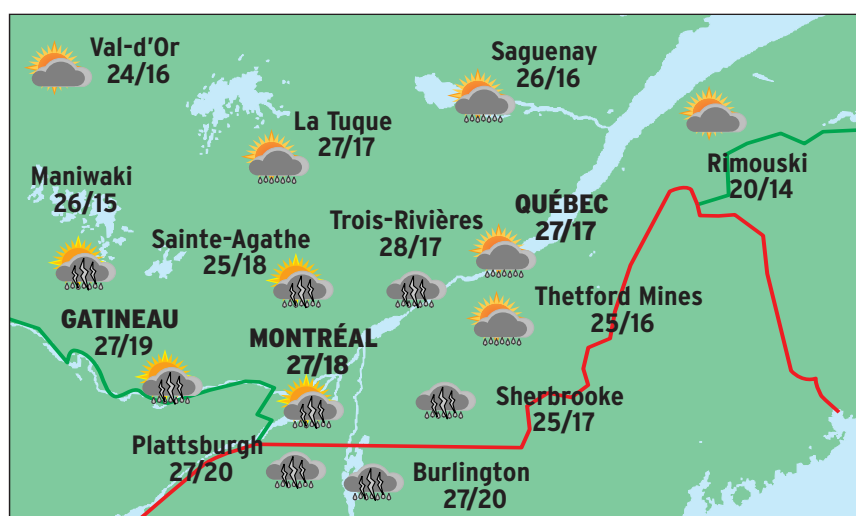 Val-d'Or
24/16
Saguenay
26/16
La Tuque
27/17
Rimouski
20/14
Maniwaki
26/15
Trois-Rivières
28/17
QUÉBEC
27/17
Sainte-Agathe
25/18
Thetford Mines
25/16
GATINEAU
27/19
MONTRÉAL
27/18
Sherbrooke
25/17
Plattsburgh
27/20
Burlington
27/20